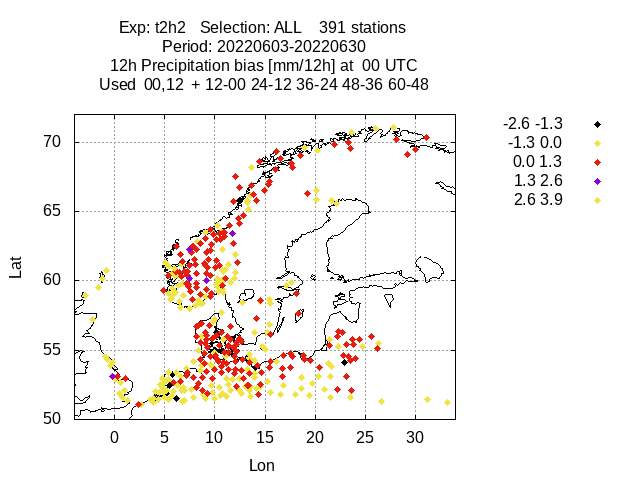 Exp: t2h2 Selection: ALL 391 stations
Period: 20220603-20220630
12h Precipitation bias [mm/12h] at 00 UTC
Used 00,12 + 12-00 24-12 36-24 48-36 60-48
-2.6 -1.3
-1.3 0.0
0.0 1.3
1.3 2.6
2.6 3.9
70
65
60
55
50
Lat
0 5 10 15 20 25 30
Lon